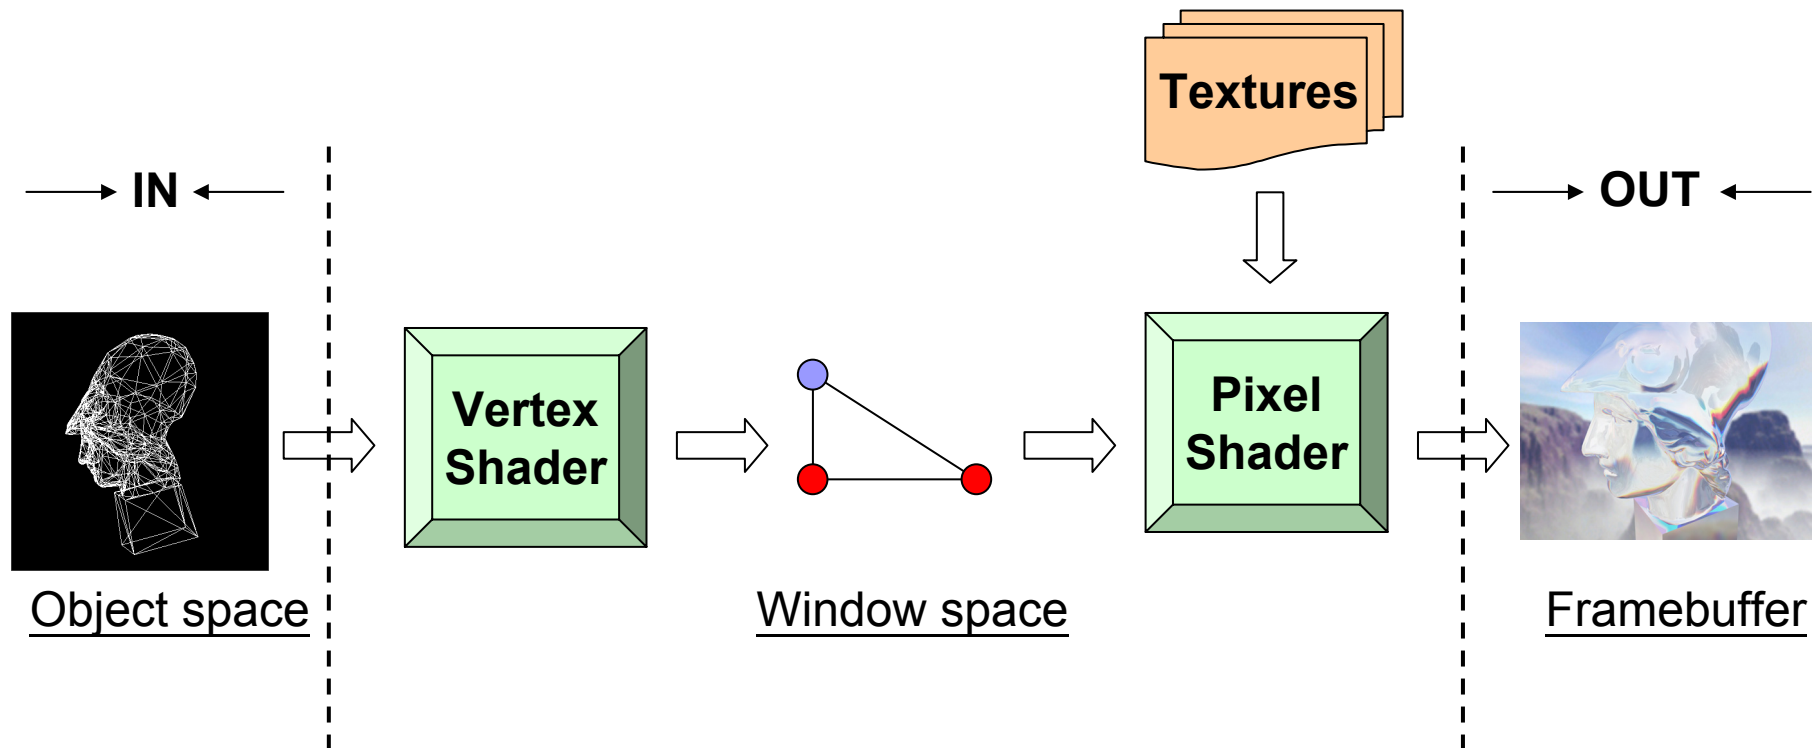 Textures
IN
OUT
Vertex
Shader
Pixel
Shader
Object space
Window space
Framebuffer